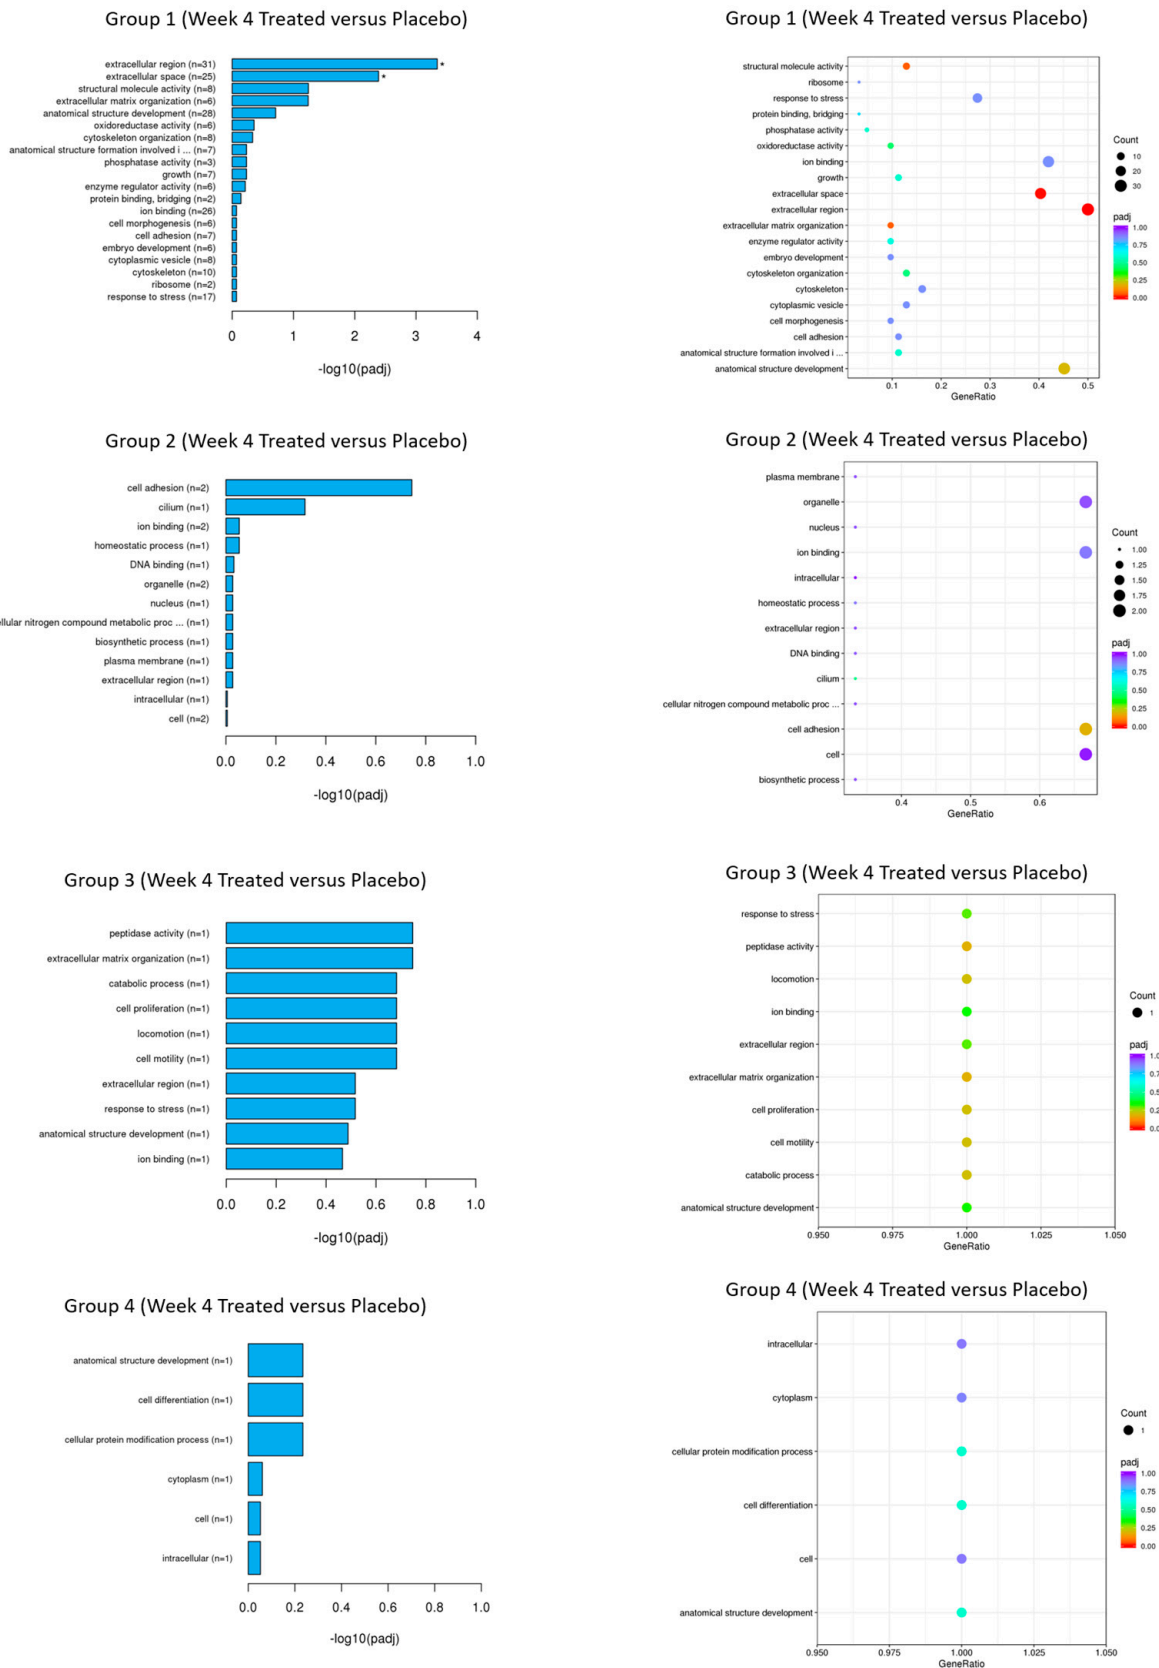 Group 1 (Week 4 Treated versus Placebo)
extracellular region (n=31)
*
extracellular space (n=25)
*
structural molecule activity (n=8)
extracellular matrix organization (n=6)
anatomical structure development (n=28)
oxidoreductase activity (n=6)
cytoskeleton organization (n=8)
anatomical structure formation involved i ... (n=7)
phosphatase activity (n=3)
growth (n=7)
enzyme regulator activity (n=6)
protein binding, bridging (n=2)
ion binding (n=26)
cell morphogenesis (n=6)
cell adhesion (n=7)
embryo development (n=6)
cytoplasmic vesicle (n=8)
cytoskeleton (n=10)
ribosome (n=2)
response to stress (n=17)
0 1 2 3 4
-log10(padj)
Group 1 (Week 4 Treated versus Placebo)
structural molecule activity
ribosome
response to stress
protein binding, bridging
phosphatase activity
oxidoreductase activity
ion binding
growth
extracellular space
extracellular region
extracellular matrix organization
enzyme regulator activity
embryo development
cytoskeleton organization
cytoskeleton
cytoplasmic vesicle
cell morphogenesis
cell adhesion
anatomical structure formation involved i ...
anatomical structure development
0.1 0.2 0.3 0.4 0.5
GeneRatio
Count
10
20
30
padj
1.00
0.75
0.50
0.25
0.00
Group 2 (Week 4 Treated versus Placebo)
cell adhesion (n=2)
cilium (n=1)
ion binding (n=2)
homeostatic process (n=1)
DNA binding (n=1)
organelle (n=2)
nucleus (n=1)
llular nitrogen compound metabolic proc ... (n=1)
biosynthetic process (n=1)
plasma membrane (n=1)
extracellular region (n=1)
intracellular (n=1)
cell (n=2)
0.0 0.2 0.4 0.6 0.8 1.0
-log10(padj)
Group 2 (Week 4 Treated versus Placebo)
plasma membrane
organelle
nucleus
ion binding
intracellular
homeostatic process
extracellular region
DNA binding
cilium
cellular nitrogen compound metabolic proc ...
cell adhesion
cell
biosynthetic process
0.4 0.5 0.6
GeneRatio
Count
1.00
1.25
1.50
1.75
2.00
padj
1.00
0.75
0.50
0.25
0.00
Group 3 (Week 4 Treated versus Placebo)
peptidase activity (n=1)
extracellular matrix organization (n=1)
catabolic process (n=1)
cell proliferation (n=1)
locomotion (n=1)
cell motility (n=1)
extracellular region (n=1)
response to stress (n=1)
anatomical structure development (n=1)
ion binding (n=1)
0.0 0.2 0.4 0.6 0.8 1.0
-log10(padj)
Group 3 (Week 4 Treated versus Placebo)
response to stress
peptidase activity
locomotion
ion binding
extracellular region
extracellular matrix organization
cell proliferation
cell motility
catabolic process
anatomical structure development
0.950 0.975 1.000 1.025 1.050
GeneRatio
Count
1
padj
1.0
0.7
0.5
0.2
0.0
Group 4 (Week 4 Treated versus Placebo)
anatomical structure development (n=1)
cell differentiation (n=1)
cellular protein modification process (n=1)
cytoplasm (n=1)
cell (n=1)
intracellular (n=1)
0.0 0.2 0.4 0.6 0.8 1.0
-log10(padj)
Group 4 (Week 4 Treated versus Placebo)
intracellular
cytoplasm
cellular protein modification process
cell differentiation
cell
anatomical structure development
0.950 0.975 1.000 1.025 1.050
GeneRatio
Count
1
padj
1.00
0.75
0.50
0.25
0.00